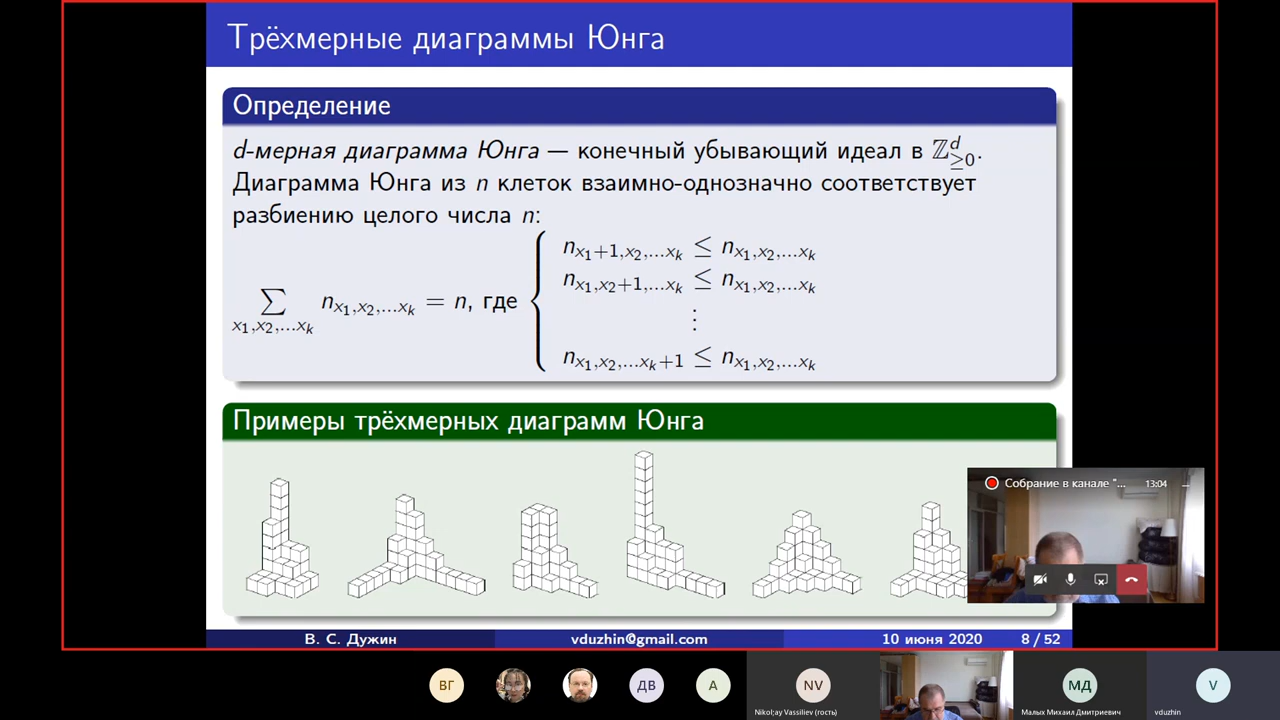 Трёхмерные диаграммы Юнга
Определение
d-мерная диаграмма Юнга — конечный убывающий идеал в ℤ^d_{≥0}.
Диаграмма Юнга из n клеток взаимно-однозначно соответствует
разбиению целого числа n:
n_{x_1+1,x_2,...x_k} ≤ n_{x_1,x_2,...x_k}
n_{x_1,x_2+1,...x_k} ≤ n_{x_1,x_2,...x_k}
∑_{x_1,x_2,...x_k} n_{x_1,x_2,...x_k} = n, где {
⋮
n_{x_1,x_2,...x_k+1} ≤ n_{x_1,x_2,...x_k}
Примеры трёхмерных диаграмм Юнга
Собрание в канале "... 13:04
В. С. Дужин vduzhin@gmail.com 10 июня 2020 8 / 52
ВГ ДВ A NV МД V
Nikol;ay Vassiliev (гость) Малых Михаил Дмитриевич vduzhin